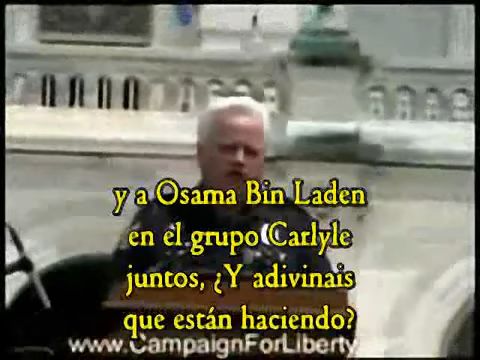 y a Osama Bin Laden
en el grupo Carlyle
juntos, ¿Y adivinais
que están haciendo?
www.CampaignForLiberty